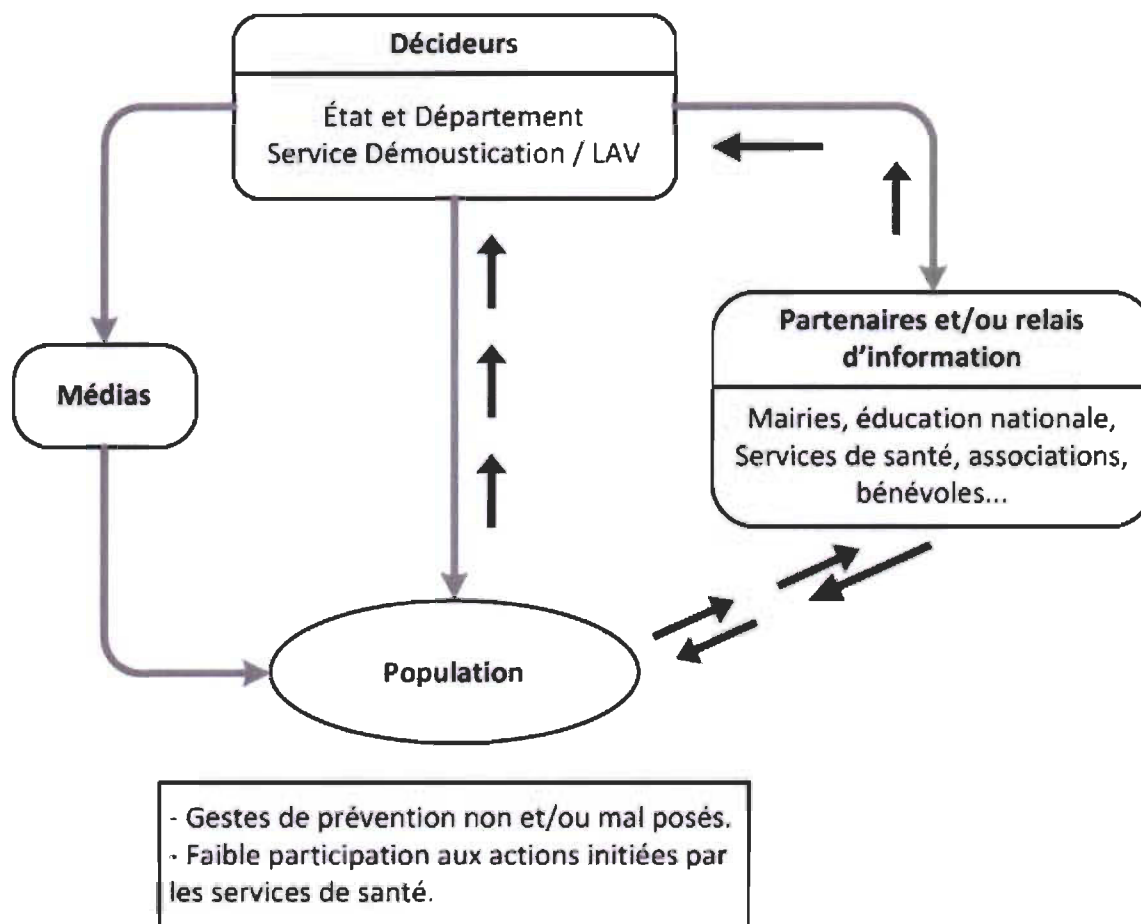 Décideurs
État et Département
Service Démoustication / LAV
Médias
Partenaires et/ou relais
d'information
Mairies, éducation nationale,
Services de santé, associations,
bénévoles...
Population
- Gestes de prévention non et/ou mal posés.
- Faible participation aux actions initiées par
les services de santé.